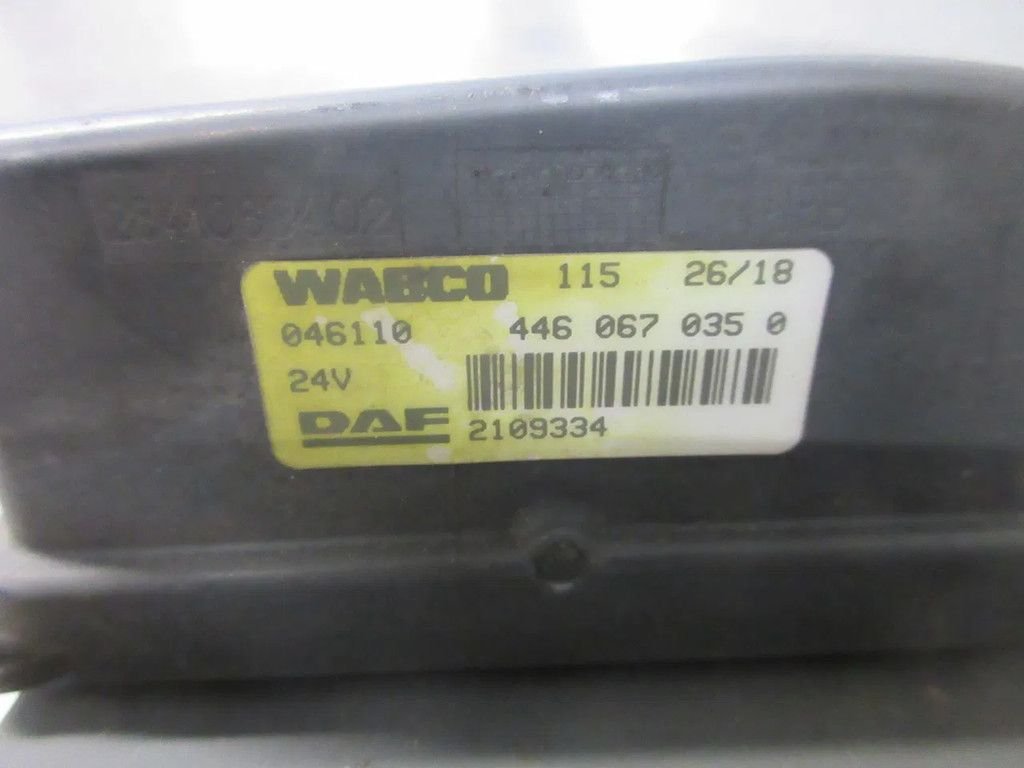 WABCO 115 26/18
046110 446 067 035 0
24V
DAF 2109334